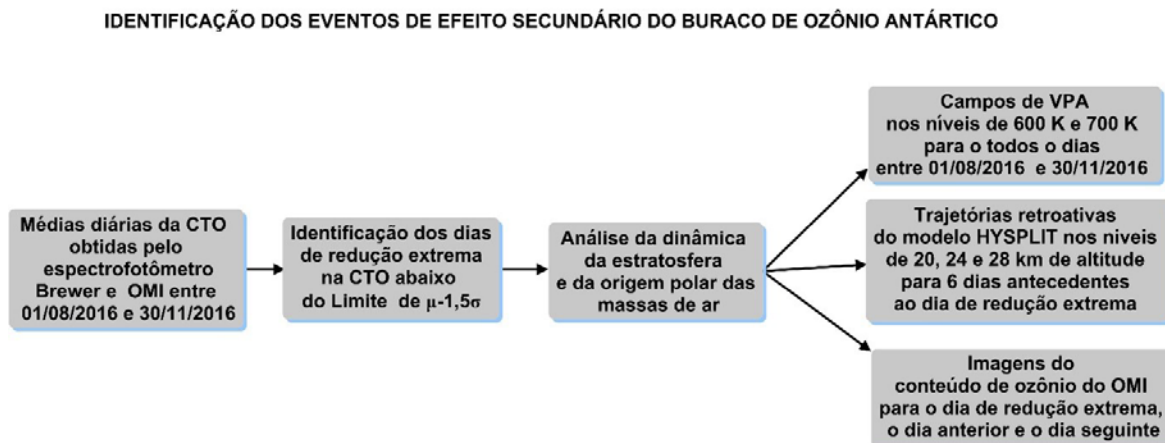 IDENTIFICAÇÃO DOS EVENTOS DE EFEITO SECUNDÁRIO DO BURACO DE OZÔNIO ANTÁRTICO
Médias diárias da CTO
obtidas pelo
espectrofotômetro
Brewer e OMI entre
01/08/2016 e 30/11/2016
Identificação dos dias
de redução extrema
na CTO abaixo
do Limite de μ-1,5σ
Análise da dinâmica
da estratosfera
e da origem polar das
massas de ar
Campos de VPA
nos níveis de 600 K e 700 K
para o todos o dias
entre 01/08/2016 e 30/11/2016
Trajetórias retroativas
do modelo HYSPLIT nos niveis
de 20, 24 e 28 km de altitude
para 6 dias antecedentes
ao dia de redução extrema
Imagens do
conteúdo de ozônio do OMI
para o dia de redução extrema,
o dia anterior e o dia seguinte